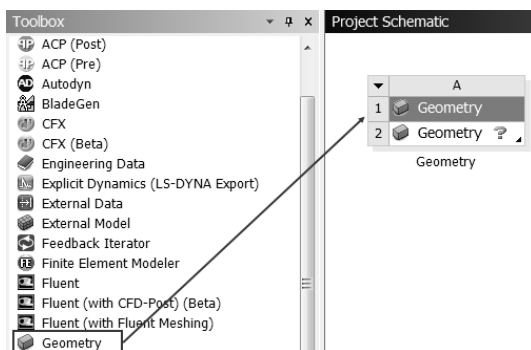 Toolbox
ACP (Post)
ACP (Pre)
Autodyn
BladeGen
CFX
CFX (Beta)
Engineering Data
Explicit Dynamics (LS-DYNA Export)
External Data
External Model
Feedback Iterator
Finite Element Modeler
Fluent
Fluent (with CFD-Post) (Beta)
Fluent (with Fluent Meshing)
Geometry
Project Schematic
A
1 Geometry
2 Geometry ?
Geometry